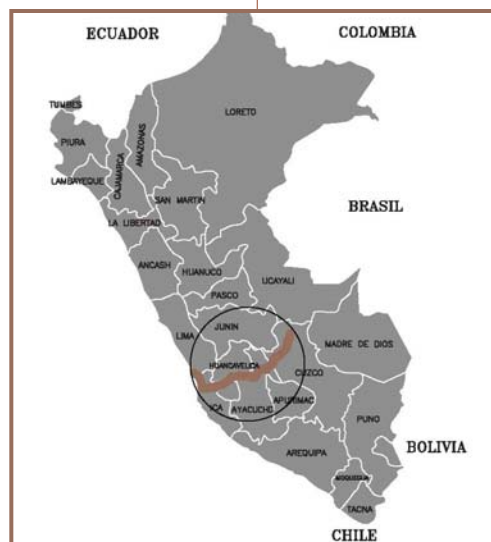 ECUADOR
COLOMBIA
TUMBES
LORETO
PIURA
AMAZONAS
CAJAMARCA
LAMBAYEQUE
SAN MARTIN
BRASIL
LA LIBERTAD
ANCASH
HUANUCO
UCAYALI
PASCO
LIMA
JUNIN
MADRE DE DIOS
HUANCAVELICA
CUZCO
ICA
AYACUCHO
APURIMAC
PUNO
AREQUIPA
BOLIVIA
MOQUEGUA
TACNA
CHILE